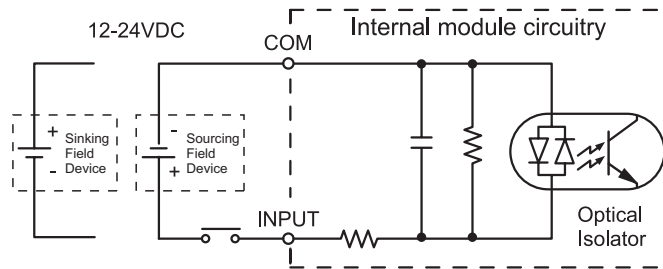 12-24VDC
COM
Internal module circuitry
+
Sinking
Field
Device
-
-
Sourcing
Field
Device
+
INPUT
Optical
Isolator